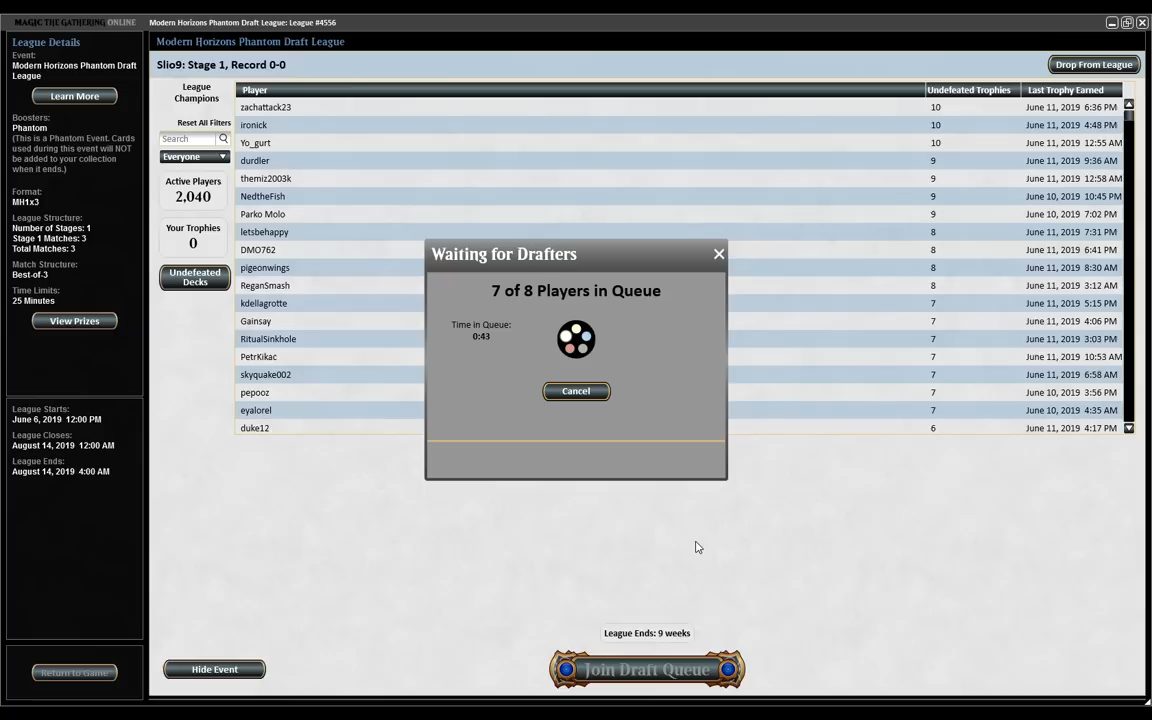 MAGIC THE GATHERING ONLINE
Modern Horizons Phantom Draft League: League #4556
League Details
Event:
Modern Horizons Phantom Draft
League
Learn More
Boosters:
Phantom
(This is a Phantom Event. Cards
used during this event will NOT
be added to your collection
when it ends.)
Format:
MH1x3
League Structure:
Number of Stages: 1
Stage 1 Matches: 3
Total Matches: 3
Match Structure:
Best-of-3
Time Limits:
25 Minutes
View Prizes
League Starts:
June 6, 2019 12:00 PM
League Closes:
August 14, 2019 12:00 AM
League Ends:
August 14, 2019 4:00 AM
Return to Game
Modern Horizons Phantom Draft League
Slio9: Stage 1, Record 0-0
Drop From League
League
Champions
Reset All Filters
Search
Everyone
Active Players
2,040
Your Trophies
0
Undefeated
Decks
Player Undefeated Trophies Last Trophy Earned
zachattack23 10 June 11, 2019 6:36 PM
ironick 10 June 11, 2019 4:48 PM
Yo_gurt 10 June 11, 2019 12:55 AM
durdler 9 June 11, 2019 9:36 AM
themiz2003k 9 June 11, 2019 12:58 AM
NedtheFish 9 June 10, 2019 10:45 PM
Parko Molo 9 June 10, 2019 7:02 PM
letsbehappy 8 June 11, 2019 7:31 PM
DMO762 8 June 11, 2019 6:41 PM
pigeonwings 8 June 11, 2019 8:30 AM
ReganSmash 8 June 11, 2019 3:12 AM
kdellagrotte 7 June 11, 2019 5:15 PM
Gainsay 7 June 11, 2019 4:06 PM
RitualSinkhole 7 June 11, 2019 3:03 PM
PetrKikac 7 June 11, 2019 10:53 AM
skyquake002 7 June 11, 2019 6:58 AM
pepooz 7 June 10, 2019 3:56 PM
eyalorel 7 June 10, 2019 4:35 AM
duke12 6 June 11, 2019 4:17 PM
Waiting for Drafters
7 of 8 Players in Queue
Time in Queue:
0:43
Cancel
League Ends: 9 weeks
Hide Event
Join Draft Queue